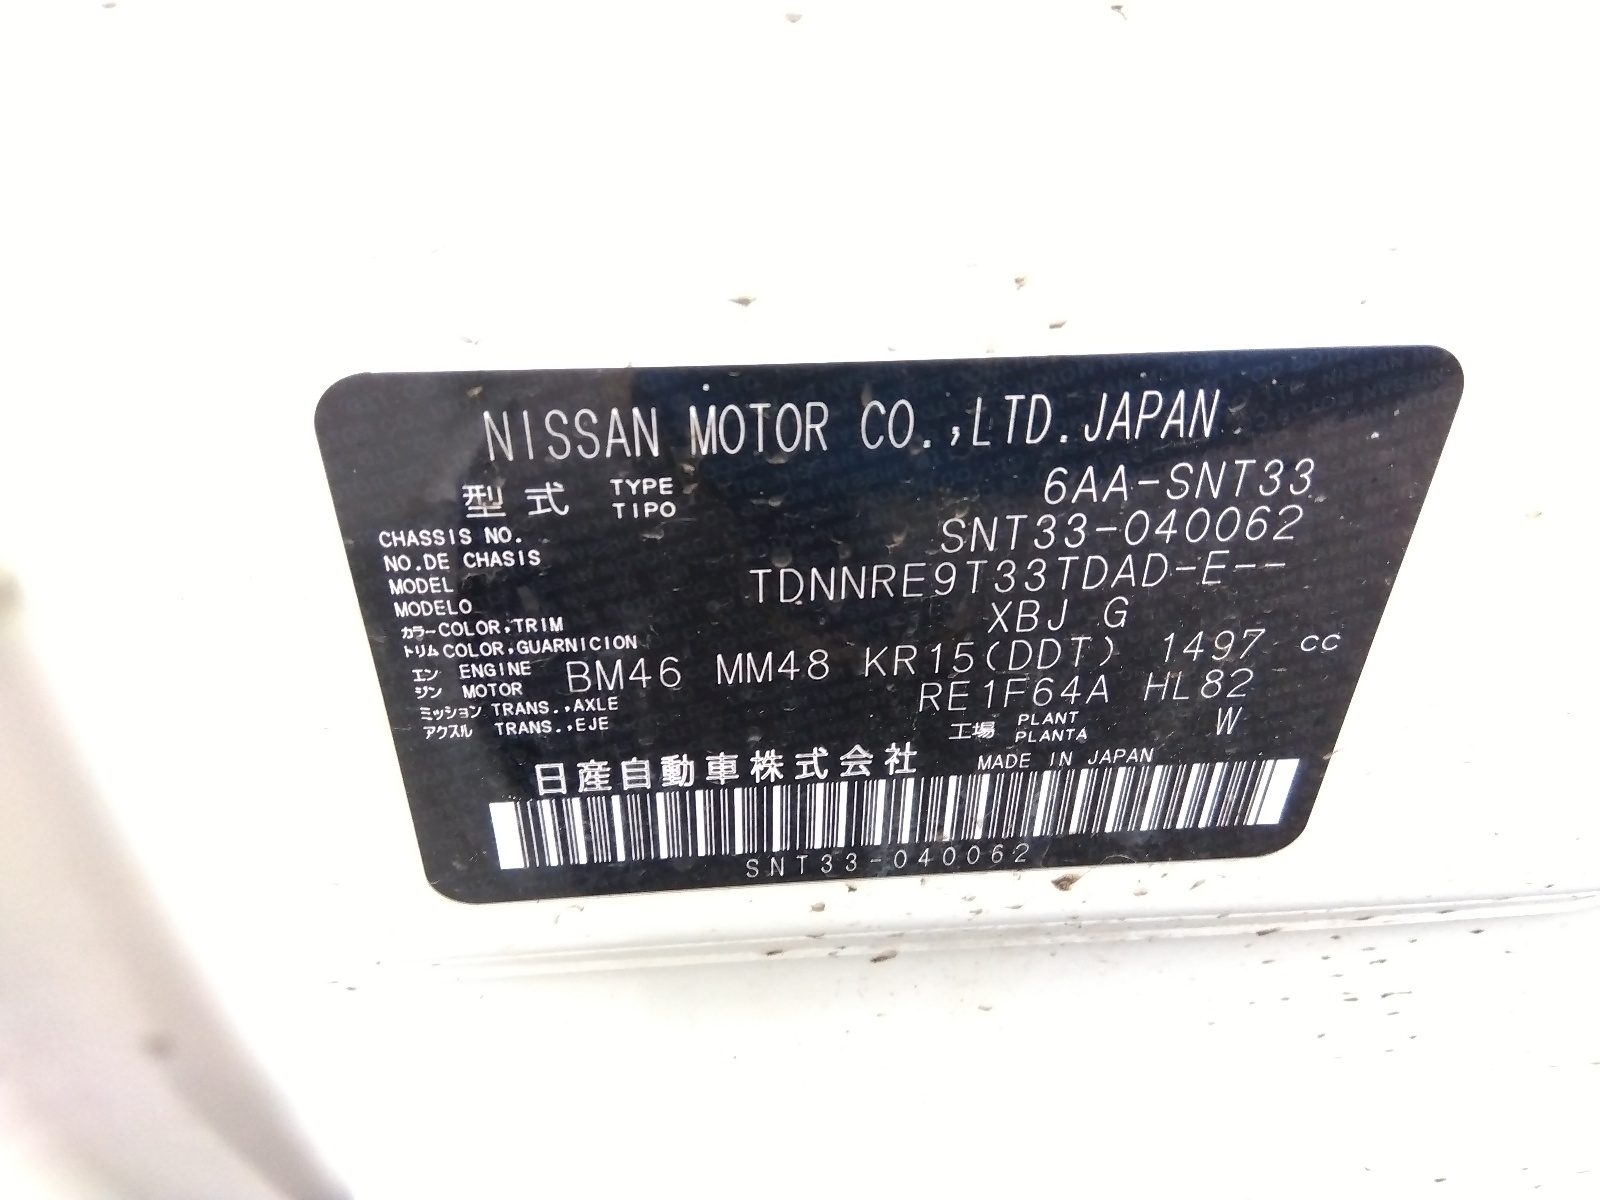 NISSAN MOTOR CO.,LTD.JAPAN
型式 TYPE TIPO 6AA-SNT33
CHASSIS NO.
NO.DE CHASIS SNT33-040062
MODEL
MODELO TDNNRE9T33TDAD-E--
カラー COLOR,TRIM XBJ G
トリム COLOR,GUARNICION
エン ENGINE BM46 MM48 KR15(DDT) 1497 cc
ジン MOTOR
ミッション TRANS.,AXLE RE1F64A HL82
アクスル TRANS.,EJE
工場 PLANT PLANTA W
日産自動車株式会社 MADE IN JAPAN
SNT33-040062